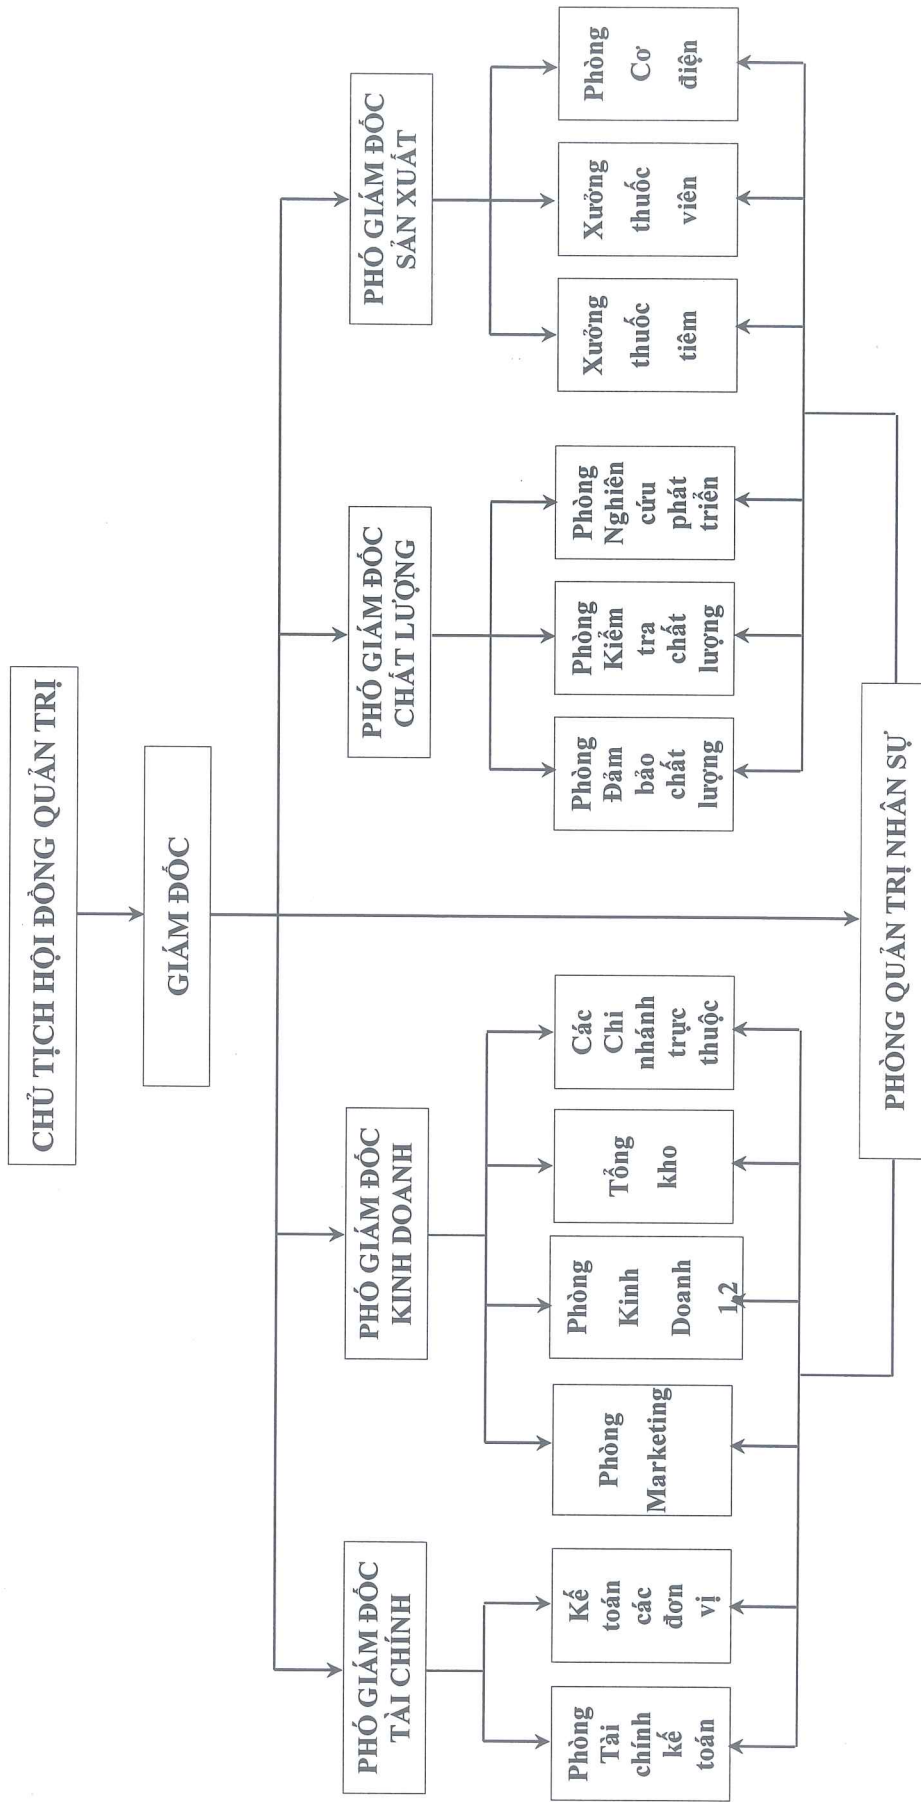 CHỦ TỊCH HỘI ĐỒNG QUẢN TRỊ
GIÁM ĐỐC
PHÓ GIÁM ĐỐC
TÀI CHÍNH
PHÓ GIÁM ĐỐC
KINH DOANH
PHÓ GIÁM ĐỐC
CHẤT LƯỢNG
PHÓ GIÁM ĐỐC
SẢN XUẤT
Phòng
Tài
chính
kế
toán
Kế
toán
các
đơn
vị
Phòng
Marketing
Phòng
Kinh
Doanh
1,2
Tổng
kho
Các
Chi
nhánh
trực
thuộc
Phòng
Đảm
bảo
chất
lượng
Phòng
Kiểm
tra
chất
lượng
Phòng
Nghiên
cứu
phát
triển
Xưởng
thuốc
tiêm
Xưởng
thuốc
viên
Phòng
Cơ
điện
PHÒNG QUẢN TRỊ NHÂN SỰ